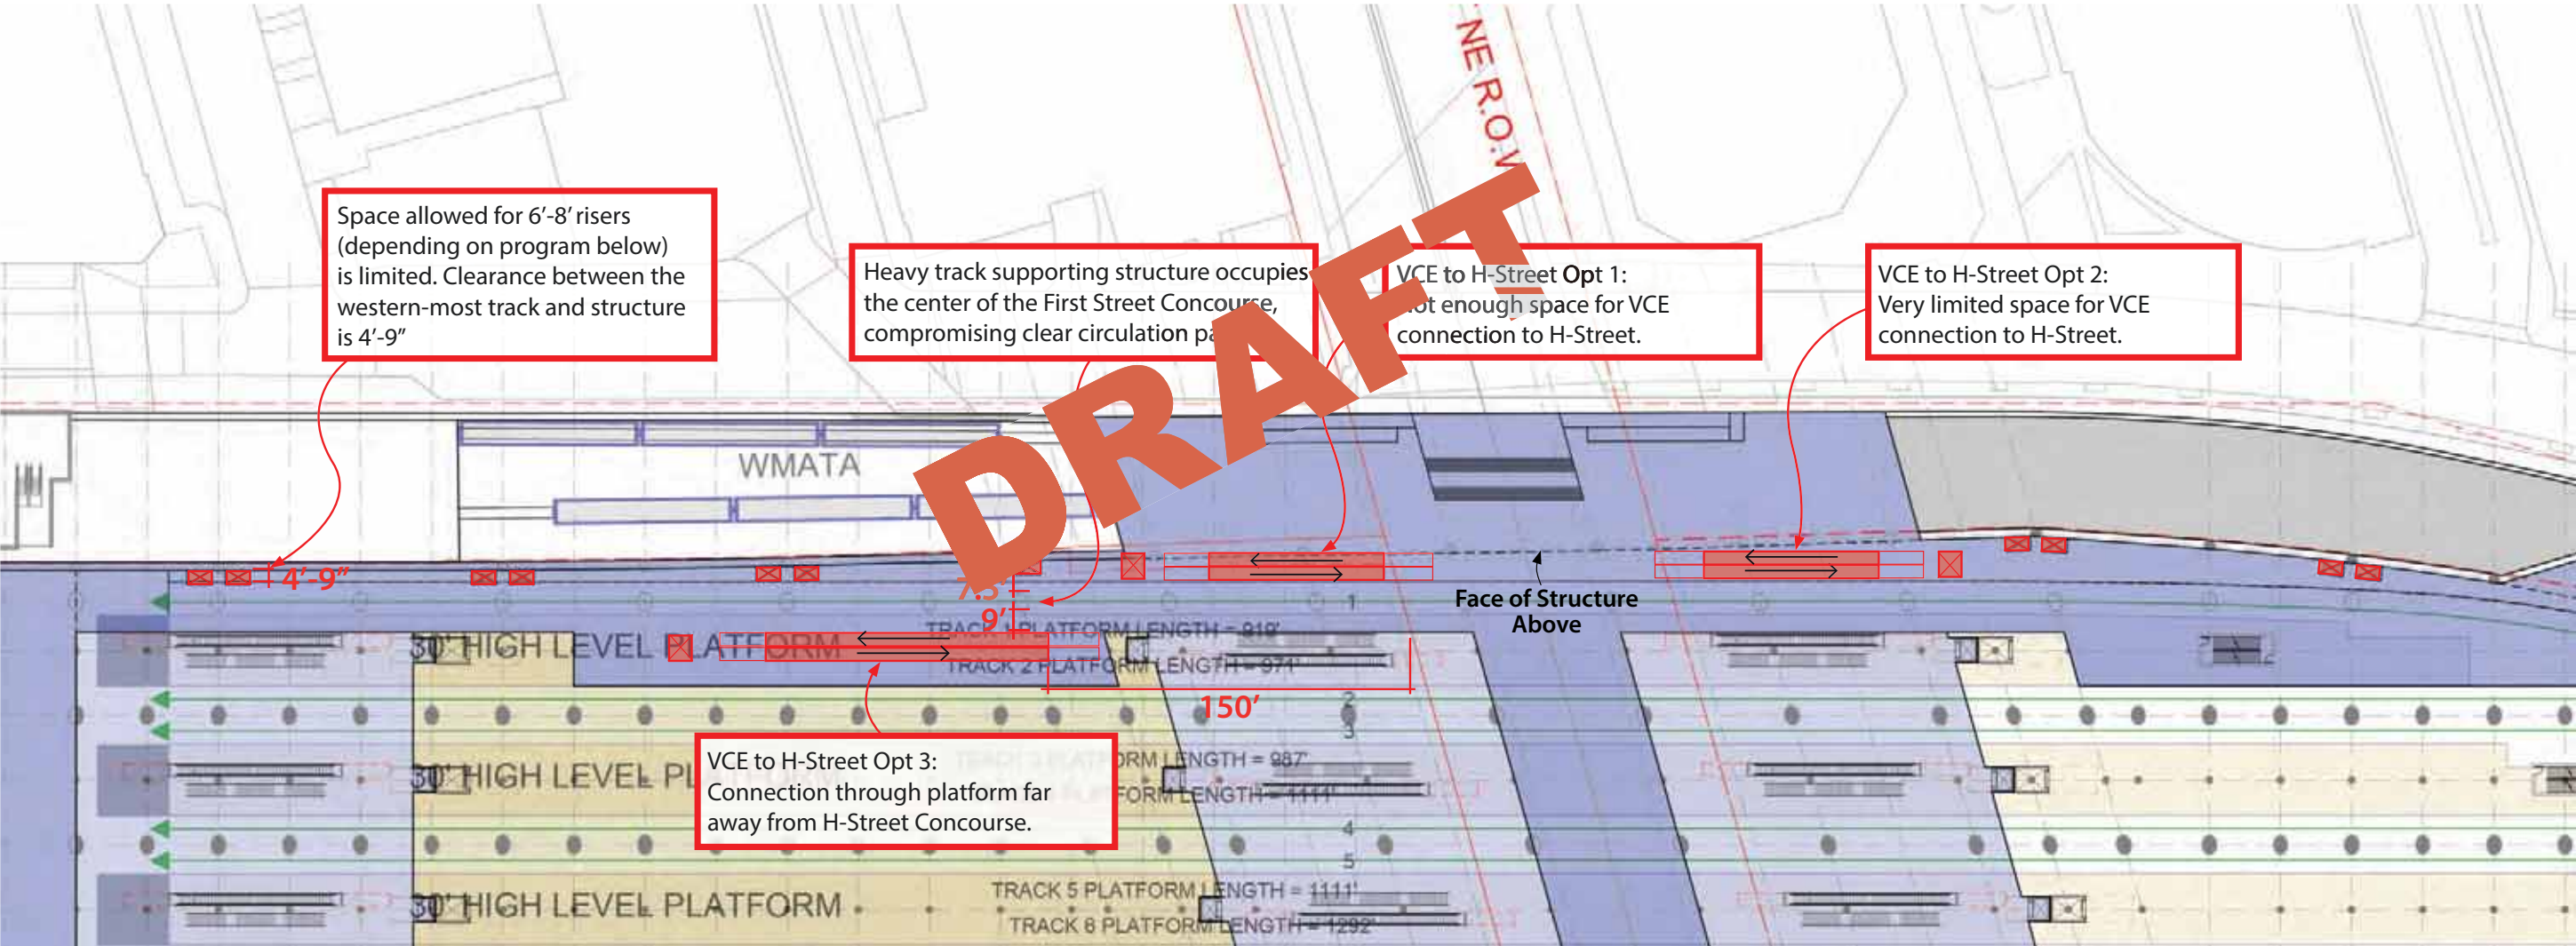 NE R.O.W
Space allowed for 6’-8’ risers
(depending on program below)
is limited. Clearance between the
western-most track and structure
is 4’-9”
Heavy track supporting structure occupies
the center of the First Street Concourse,
compromising clear circulation
VCE to H-Street Opt 1:
enough space for VCE
connection to H-Street.
VCE to H-Street Opt 2:
Very limited space for VCE
connection to H-Street.
DRAFT
WMATA
4’-9”
9’
1
Face of Structure
Above
30' HIGH LEVEL PLATFORM
TRACK 1 PLATFORM LENGTH = 919'
TRACK 2 PLATFORM LENGTH = 971'
150’
2
3
VCE to H-Street Opt 3:
Connection through platform far
away from H-Street Concourse.
30' HIGH LEVEL
LENGTH = 987'
LENGTH = 1111'
4
5
30' HIGH LEVEL PLATFORM
TRACK 5 PLATFORM LENGTH = 1111'
TRACK 6 PLATFORM LENGTH = 1292'